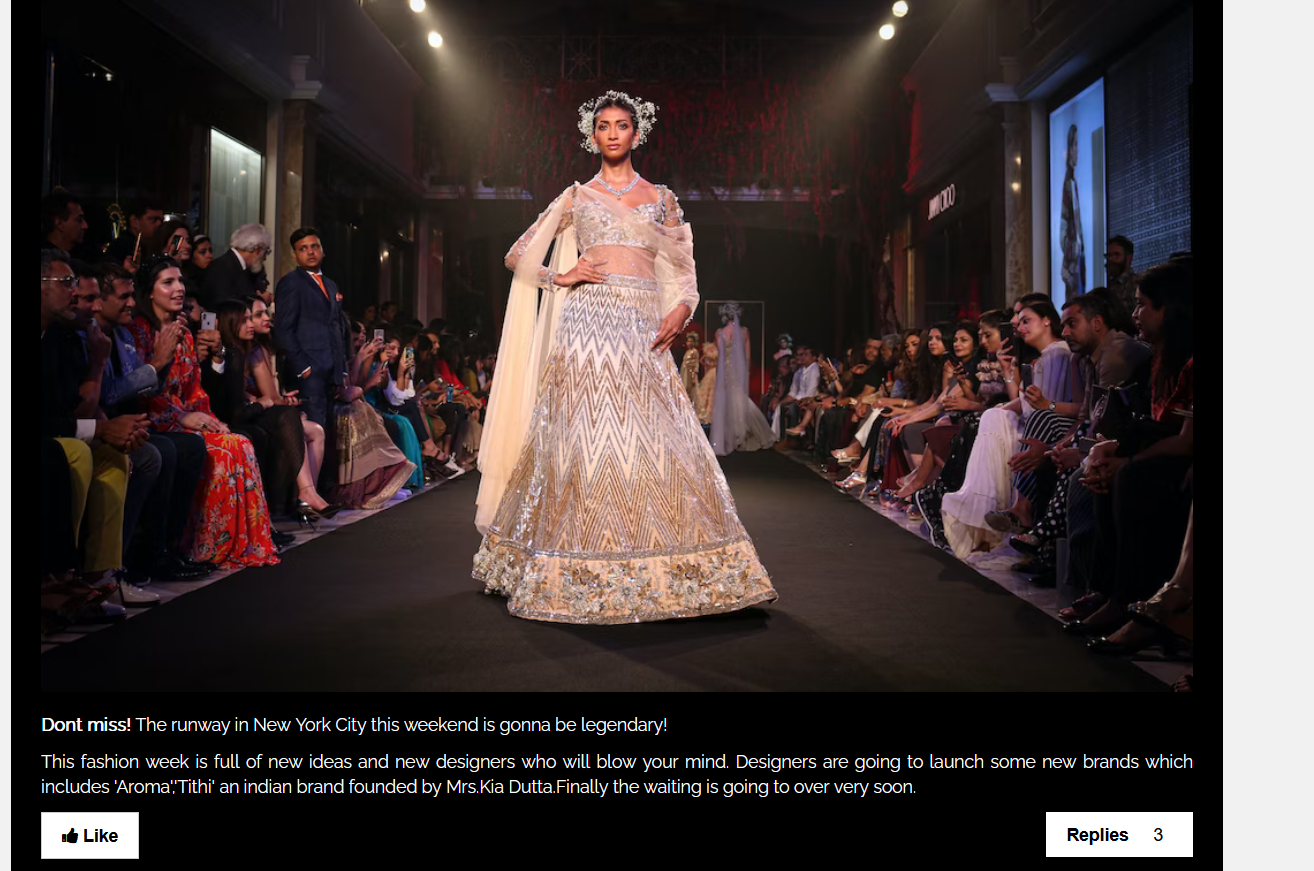 JIMMY CHOO
Dont miss! The runway in New York City this weekend is gonna be legendary!
This fashion week is full of new ideas and new designers who will blow your mind. Designers are going to launch some new brands which
includes 'Aroma','Tithi' an indian brand founded by Mrs.Kia Dutta.Finally the waiting is going to over very soon.
Like
Replies 3